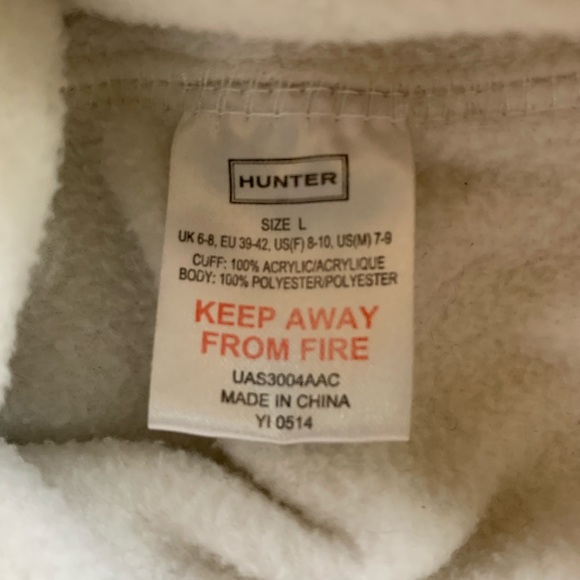 HUNTER
SIZE L
UK 6-8, EU 39-42, US(F) 8-10, US(M) 7-9
CUFF: 100% ACRYLIC/ACRYLIQUE
BODY: 100% POLYESTER/POLYESTER
KEEP AWAY
FROM FIRE
UAS3004AAC
MADE IN CHINA
YI 0514